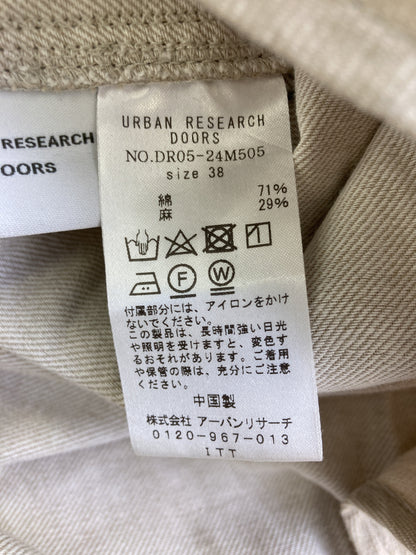 RESEARCH
OORS
URBAN RESEARCH
DOORS
NO.DR05-24M505
size 38
綿 71%
麻 29%
F W
付属部分には、アイロンをかけ
ないでください。
この製品は、長時間強い日光
や照明を受けますと、変色す
るおそれがあります。ご着用
や保管の際は、充分にご注意
ください。
中国製
株式会社 アーバンリサーチ
0120-967-013
ITT